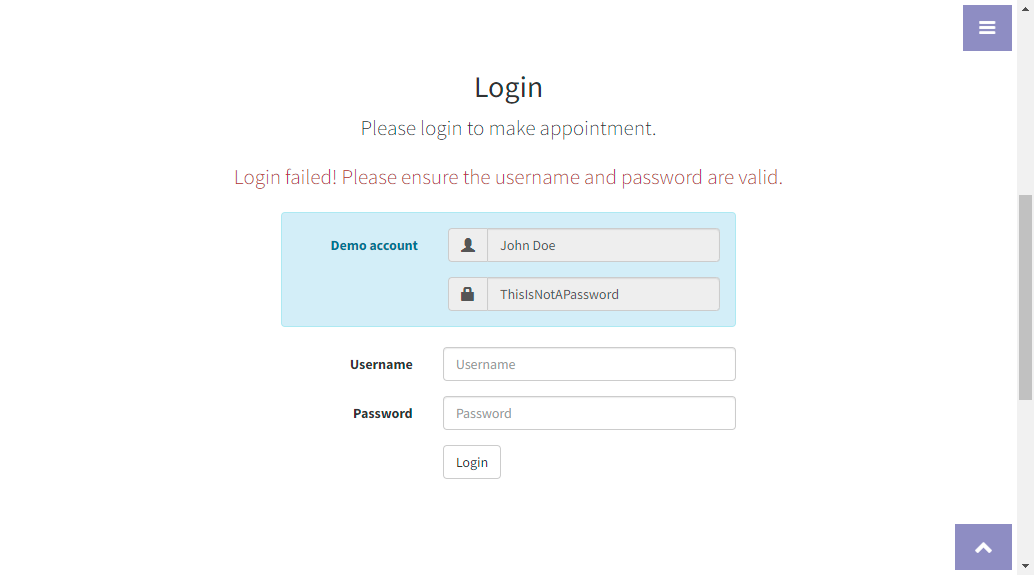 Login
Please login to make appointment.
Login failed! Please ensure the username and password are valid.
Demo account
John Doe
ThisIsNotAPassword
Username
Username
Password
Password
Login